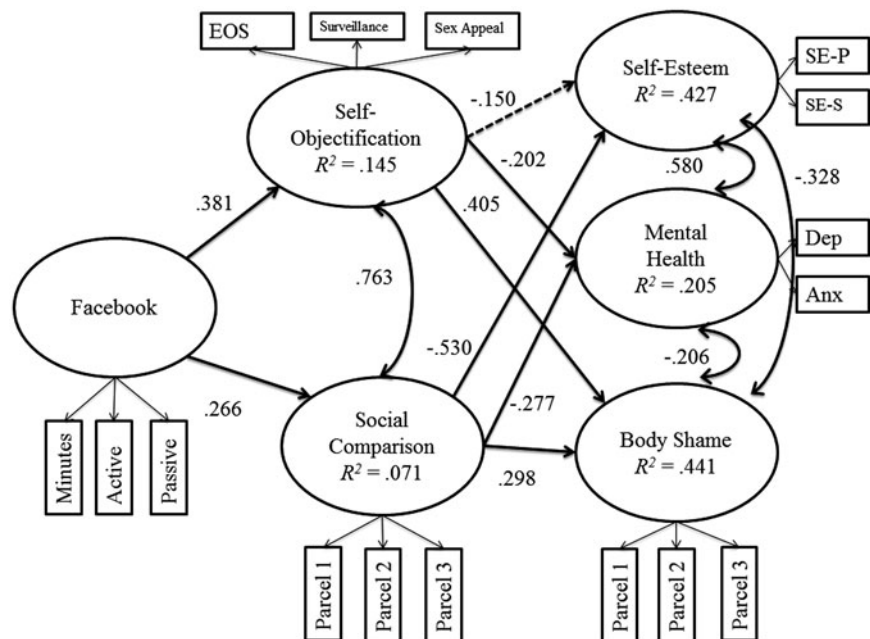 EOS
Surveillance
Sex Appeal
Self-
Objectification
R² = .145
Self-Esteem
R² = .427
SE-P
SE-S
-.150
-.202
.405
.580
-.328
.381
Mental
Health
R² = .205
Dep
Anx
Facebook
.763
-.530
-.206
.266
-.277
Social
Comparison
R² = .071
.298
Body Shame
R² = .441
Minutes
Active
Passive
Parcel 1
Parcel 2
Parcel 3
Parcel 1
Parcel 2
Parcel 3